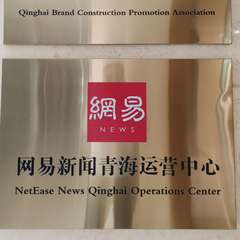 Qinghai Brand Construction Promotion Association
網易
NEWS
网易新闻青海运营中心
NetEase News Qinghai Operations Center